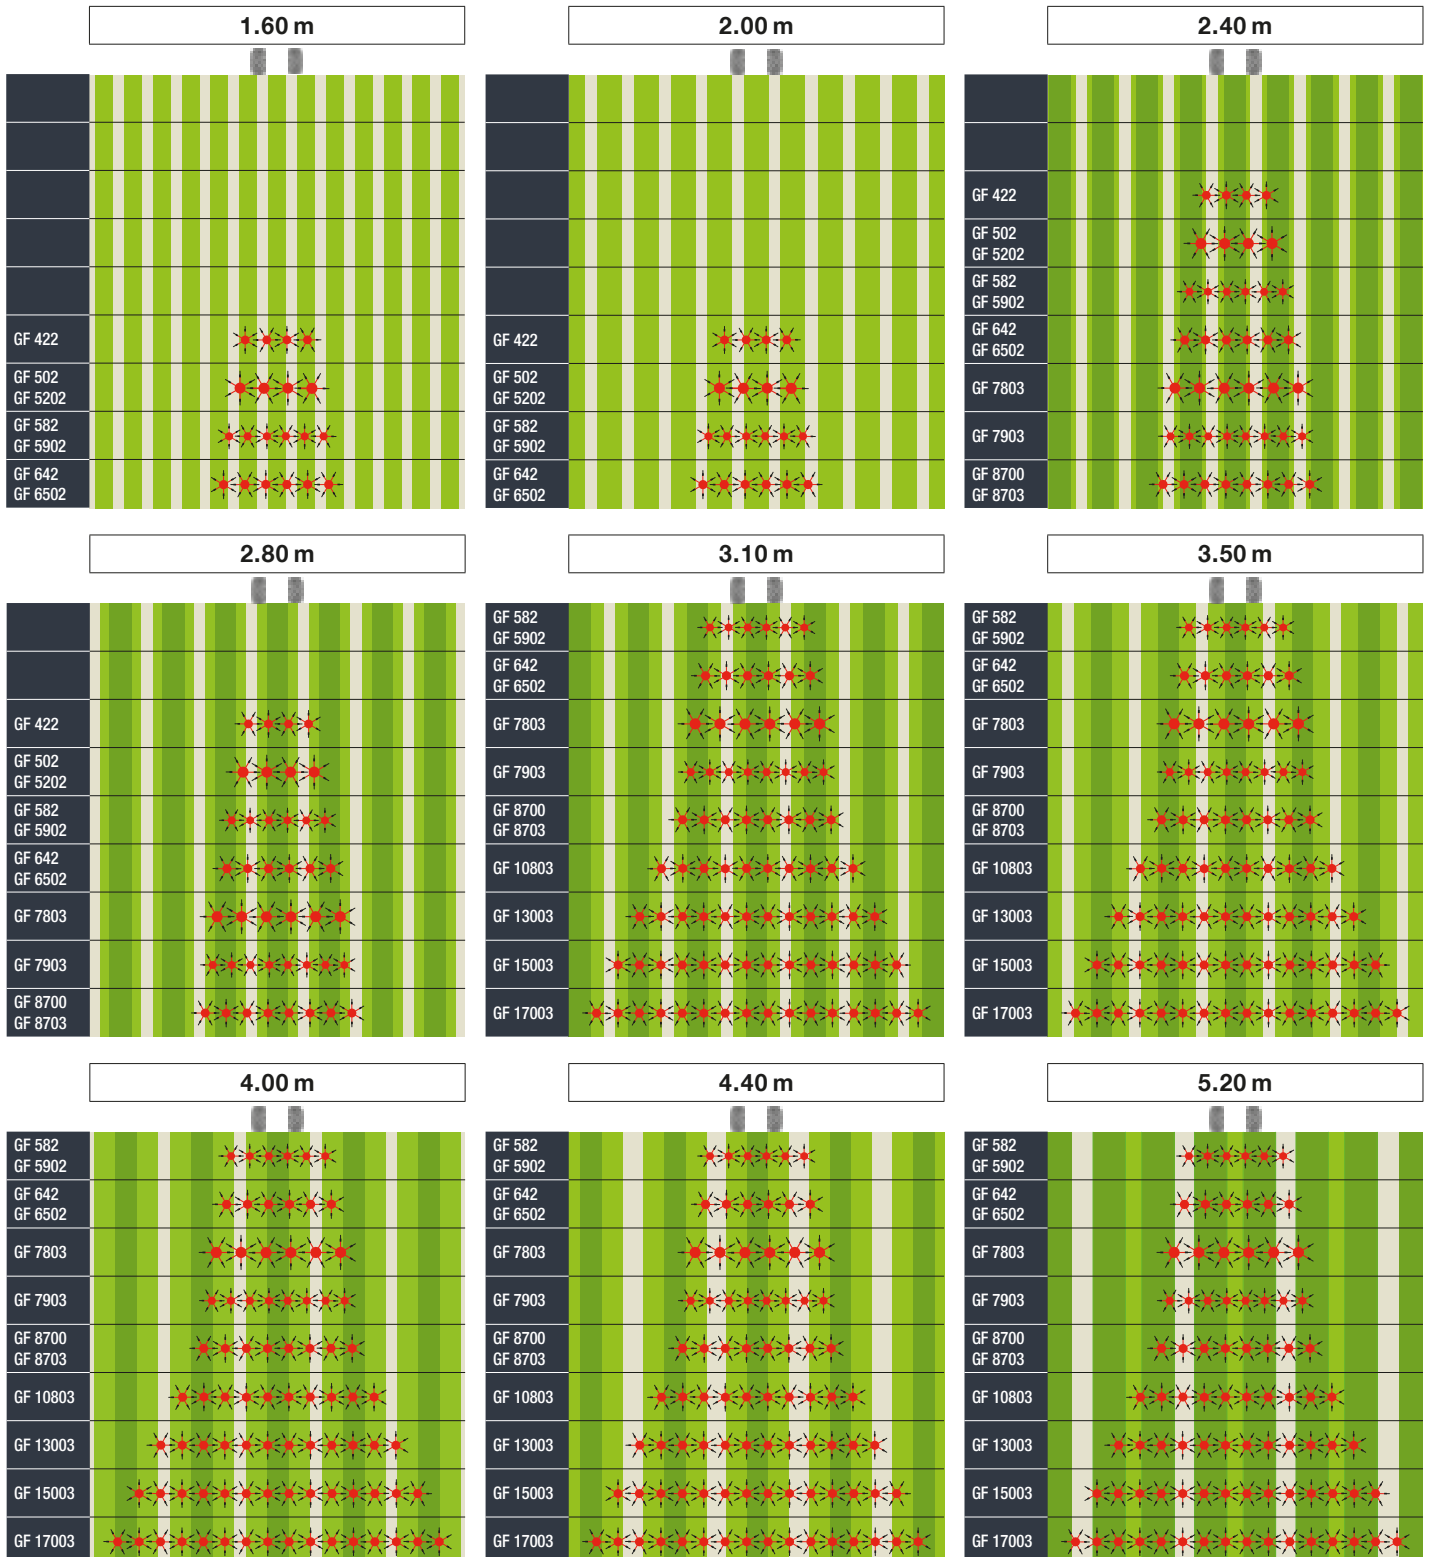 1.60 m
GF 422
GF 502
GF 5202
GF 582
GF 5902
GF 642
GF 6502
2.00 m
GF 422
GF 502
GF 5202
GF 582
GF 5902
GF 642
GF 6502
2.40 m
GF 422
GF 502
GF 5202
GF 582
GF 5902
GF 642
GF 6502
GF 7803
GF 7903
GF 8700
GF 8703
2.80 m
GF 422
GF 502
GF 5202
GF 582
GF 5902
GF 642
GF 6502
GF 7803
GF 7903
GF 8700
GF 8703
3.10 m
GF 582
GF 5902
GF 642
GF 6502
GF 7803
GF 7903
GF 8700
GF 8703
GF 10803
GF 13003
GF 15003
GF 17003
3.50 m
GF 582
GF 5902
GF 642
GF 6502
GF 7803
GF 7903
GF 8700
GF 8703
GF 10803
GF 13003
GF 15003
GF 17003
4.00 m
GF 582
GF 5902
GF 642
GF 6502
GF 7803
GF 7903
GF 8700
GF 8703
GF 10803
GF 13003
GF 15003
GF 17003
4.40 m
GF 582
GF 5902
GF 642
GF 6502
GF 7803
GF 7903
GF 8700
GF 8703
GF 10803
GF 13003
GF 15003
GF 17003
5.20 m
GF 582
GF 5902
GF 642
GF 6502
GF 7803
GF 7903
GF 8700
GF 8703
GF 10803
GF 13003
GF 15003
GF 17003